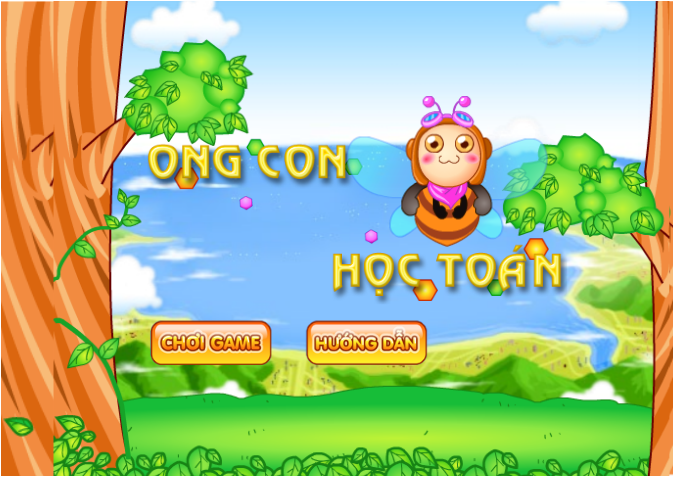 ONG CON
HỌC TOÁN
CHƠI GAME
HƯỚNG DẪN